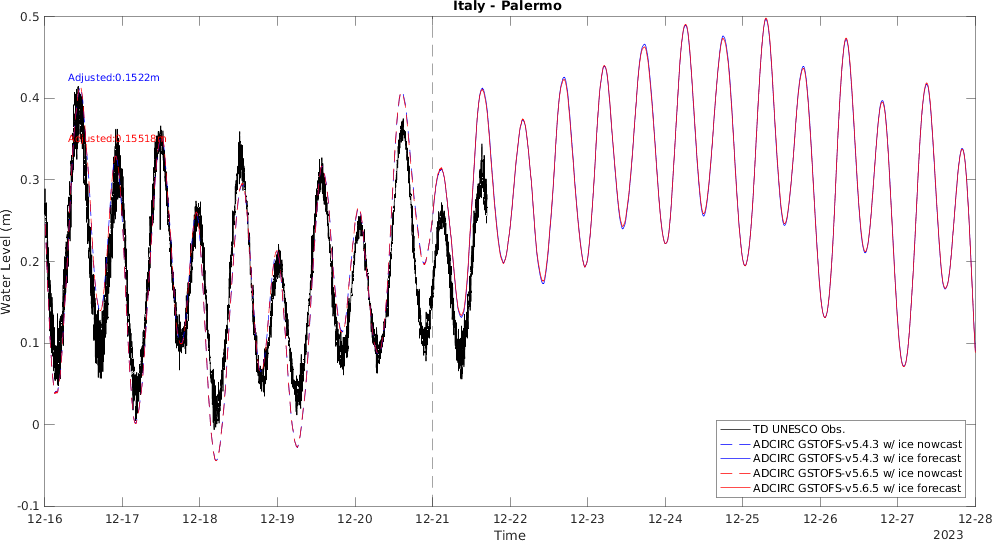 Italy - Palermo
0.5
0.4
0.3
0.2
0.1
0
-0.1
Water Level (m)
Adjusted:0.1522m
Adjusted:0.15518m
TD UNESCO Obs.
ADCIRC GSTOFS-v5.4.3 w/ ice nowcast
ADCIRC GSTOFS-v5.4.3 w/ ice forecast
ADCIRC GSTOFS-v5.6.5 w/ ice nowcast
ADCIRC GSTOFS-v5.6.5 w/ ice forecast
12-16 12-17 12-18 12-19 12-20 12-21 12-22 12-23 12-24 12-25 12-26 12-27 12-28
Time
2023